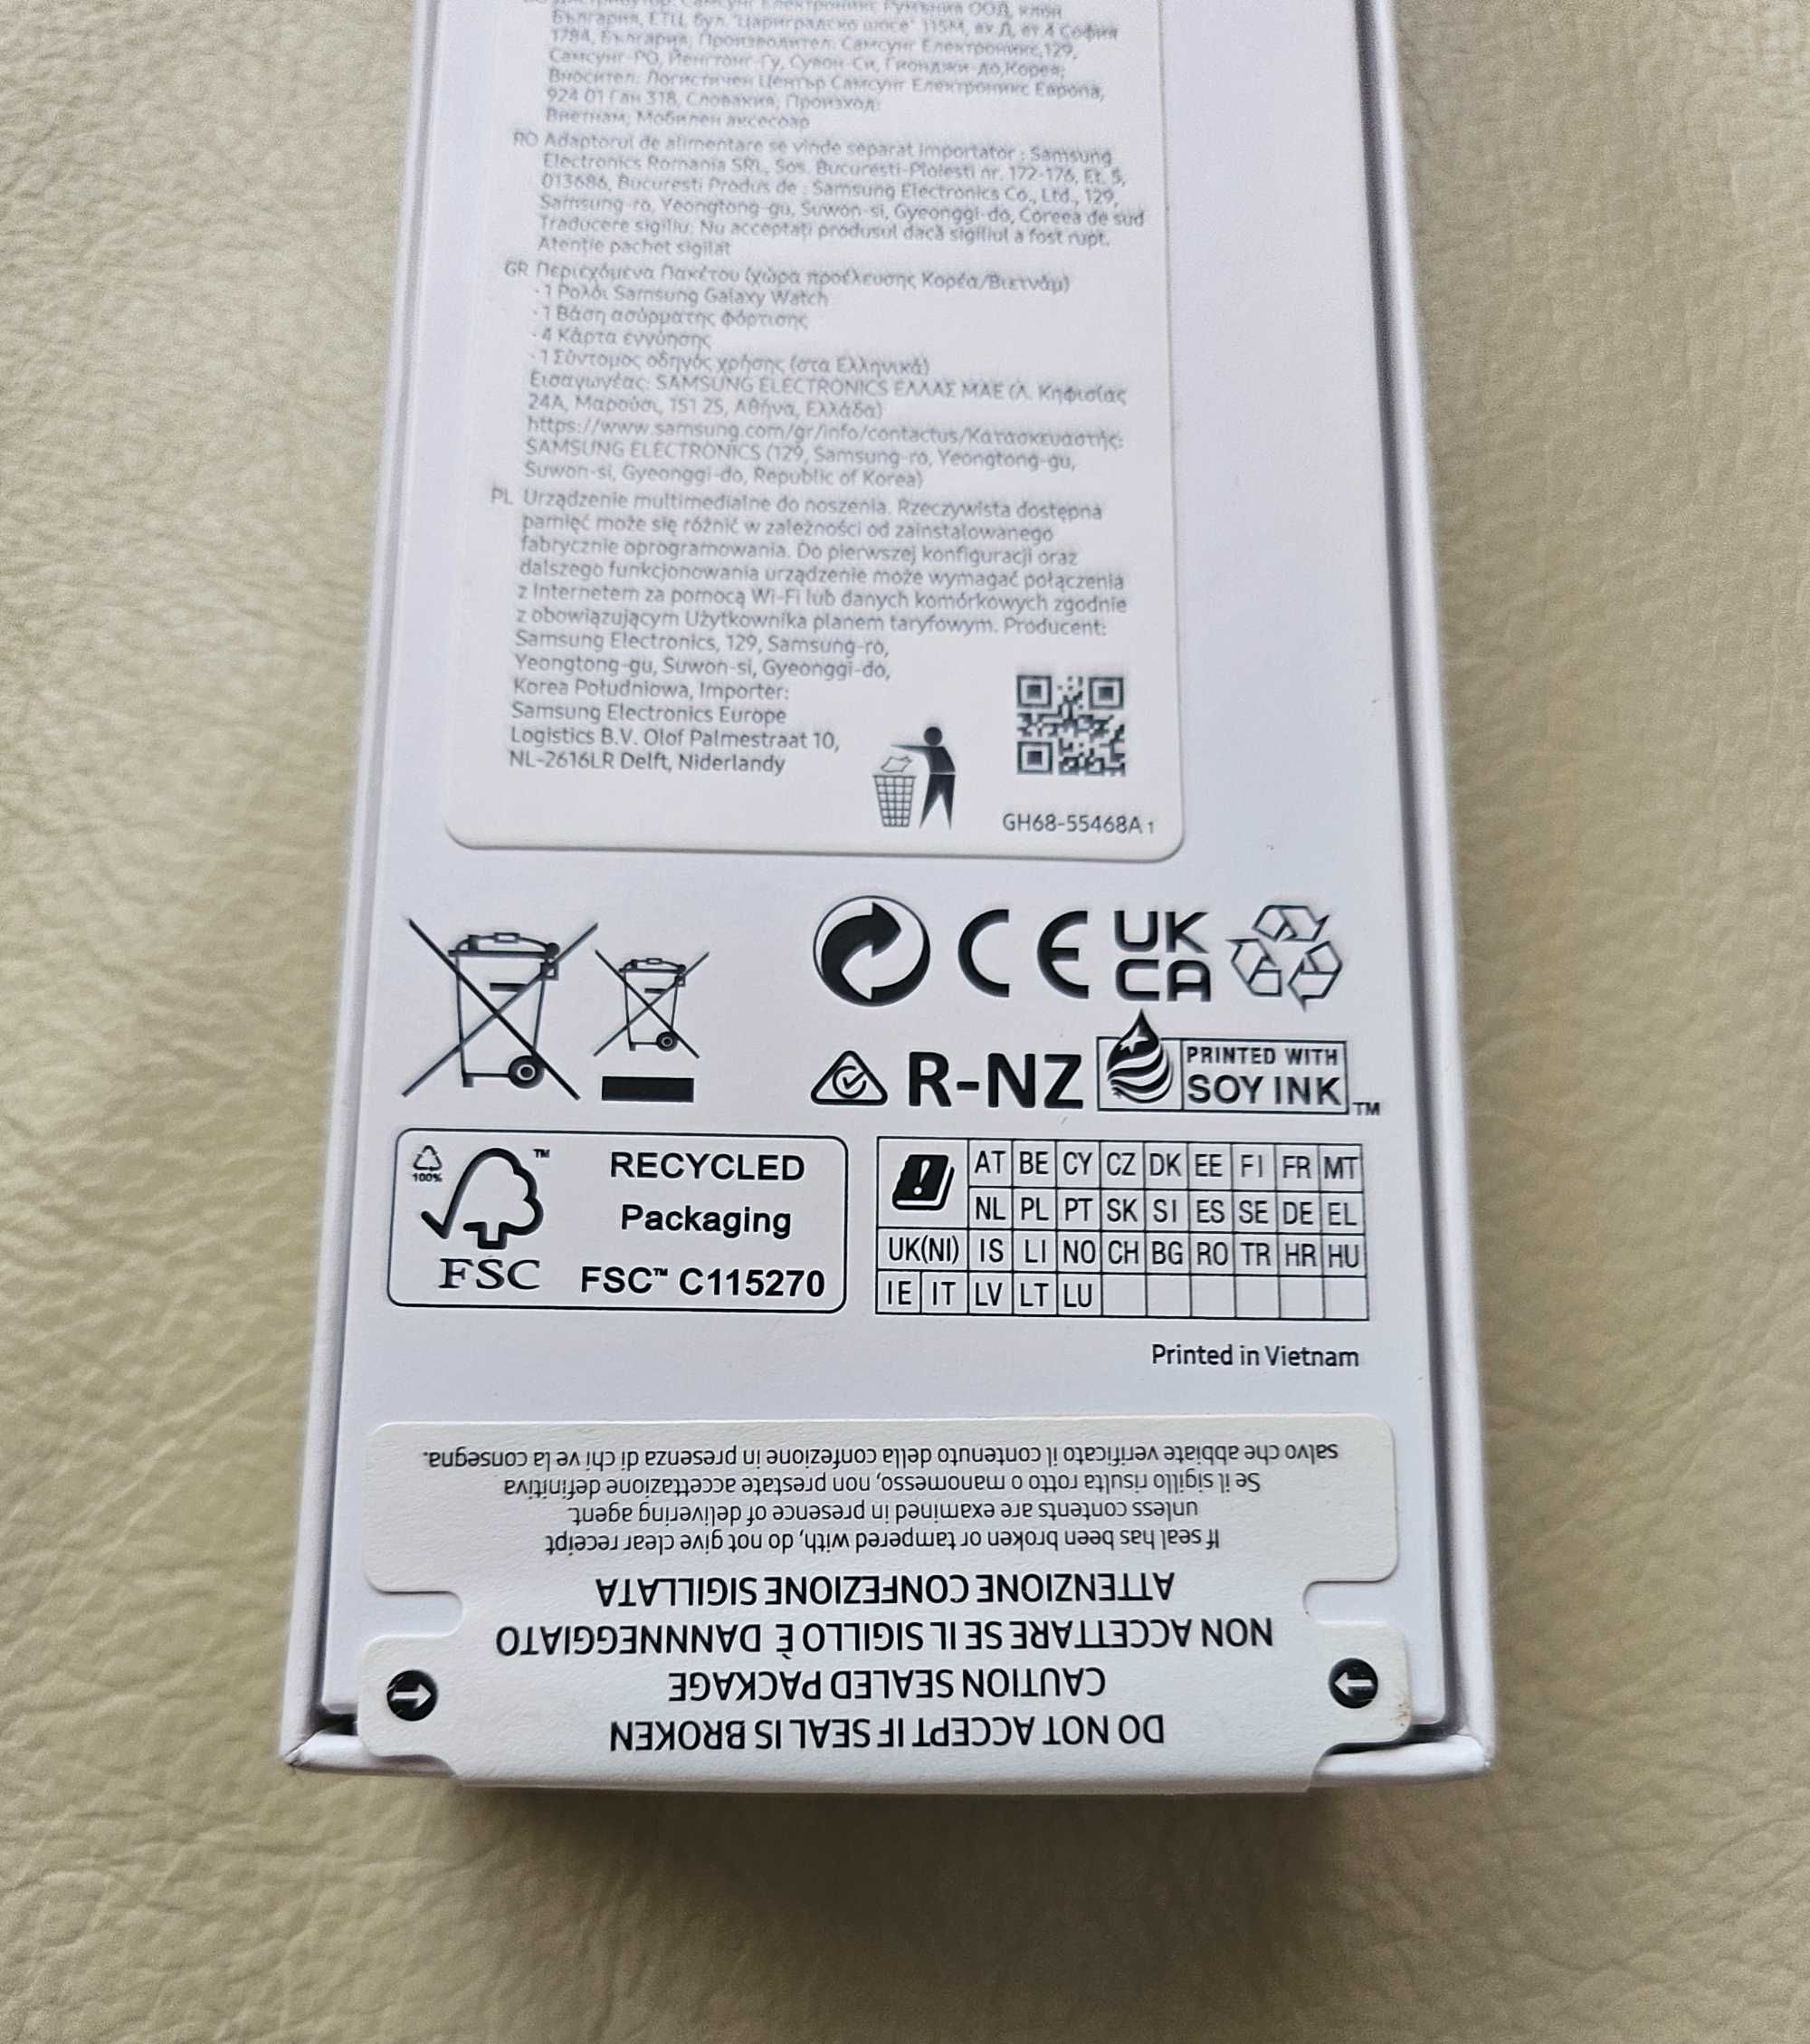 България, ЕТЦ, бул. "Цариградско шосе" 115М, вх Д, ет 4 София
1784, България; Производител: Самсунг Електроникс, 129,
Самсунг-РО, Йенгтонг-Гу, Сувон-Си, Гионджи-до, Корея;
Вносител: Логистичен Център Самсунг Електроникс Европа,
924 01 Ган 318, Словакия, Произход:
Виетнам; Мобилен аксесоар
RO Adaptorul de alimentare se vinde separat Importator : Samsung
Electronics Romania SRL, Sos. Bucuresti-Ploiesti nr. 172-176, Et. 5,
013686, Bucuresti Produs de : Samsung Electronics Co., Ltd., 129,
Samsung-ro, Yeongtong-gu, Suwon-si, Gyeonggi-do, Coreea de sud
Traducere sigiliu: Nu acceptați produsul dacă sigiliul a fost rupt.
Atenție pachet sigilat
GR Περιεχόμενα Πακέτου (χώρα προέλευσης Κορέα/Βιετνάμ)
· 1 Ρολόι Samsung Galaxy Watch
· 1 Βάση ασύρματης φόρτισης
· 4 Κάρτα εγγύησης
· 1 Σύντομος οδηγός χρήσης (στα Ελληνικά)
Εισαγωγέας: SAMSUNG ELECTRONICS ΕΛΛΑΣ ΜΑΕ (Λ. Κηφισίας
24Α, Μαρούσι, 151 25, Αθήνα, Ελλάδα)
https://www.samsung.com/gr/info/contactus/Κατασκευαστής:
SAMSUNG ELECTRONICS (129, Samsung-ro, Yeongtong-gu,
Suwon-si, Gyeonggi-do, Republic of Korea)
PL Urządzenie multimedialne do noszenia. Rzeczywista dostępna
pamięć może się różnić w zależności od zainstalowanego
fabrycznie oprogramowania. Do pierwszej konfiguracji oraz
dalszego funkcjonowania urządzenie może wymagać połączenia
z Internetem za pomocą Wi-Fi lub danych komórkowych zgodnie
z obowiązującym Użytkownika planem taryfowym. Producent:
Samsung Electronics, 129, Samsung-ro,
Yeongtong-gu, Suwon-si, Gyeonggi-do,
Korea Południowa, Importer:
Samsung Electronics Europe
Logistics B.V. Olof Palmestraat 10,
NL-2616LR Delft, Niderlandy
GH68-55468A 1
CE UK
CA
R-NZ
PRINTED WITH
SOY INK ™
100%
™
FSC
RECYCLED
Packaging
FSC™ C115270
AT BE CY CZ DK EE FI FR MT
NL PL PT SK SI ES SE DE EL
UK(NI) IS LI NO CH BG RO TR HR HU
IE IT LV LT LU
Printed in Vietnam
DO NOT ACCEPT IF SEAL IS BROKEN
CAUTION SEALED PACKAGE
NON ACCETTARE SE IL SIGILLO È DANNNEGGIATO
ATTENZIONE CONFEZIONE SIGILLATA
If seal has been broken or tampered with, do not give clear receipt
unless contents are examined in presence of delivering agent.
Se il sigillo risulta rotto o manomesso, non prestate accettazione definitiva
salvo che abbiate verificato il contenuto della confezione in presenza di chi ve la consegna.